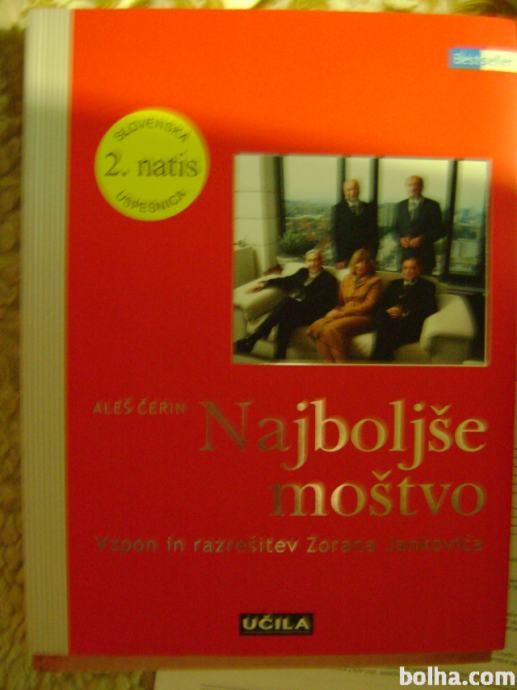 Bestseller
SLOVENSKA
2. natis
USPEŠNICA
ALEŠ ČERIN
Najboljše
moštvo
Vzpon in razrešitev Zorana Jankovića
UČILA
bolha.com